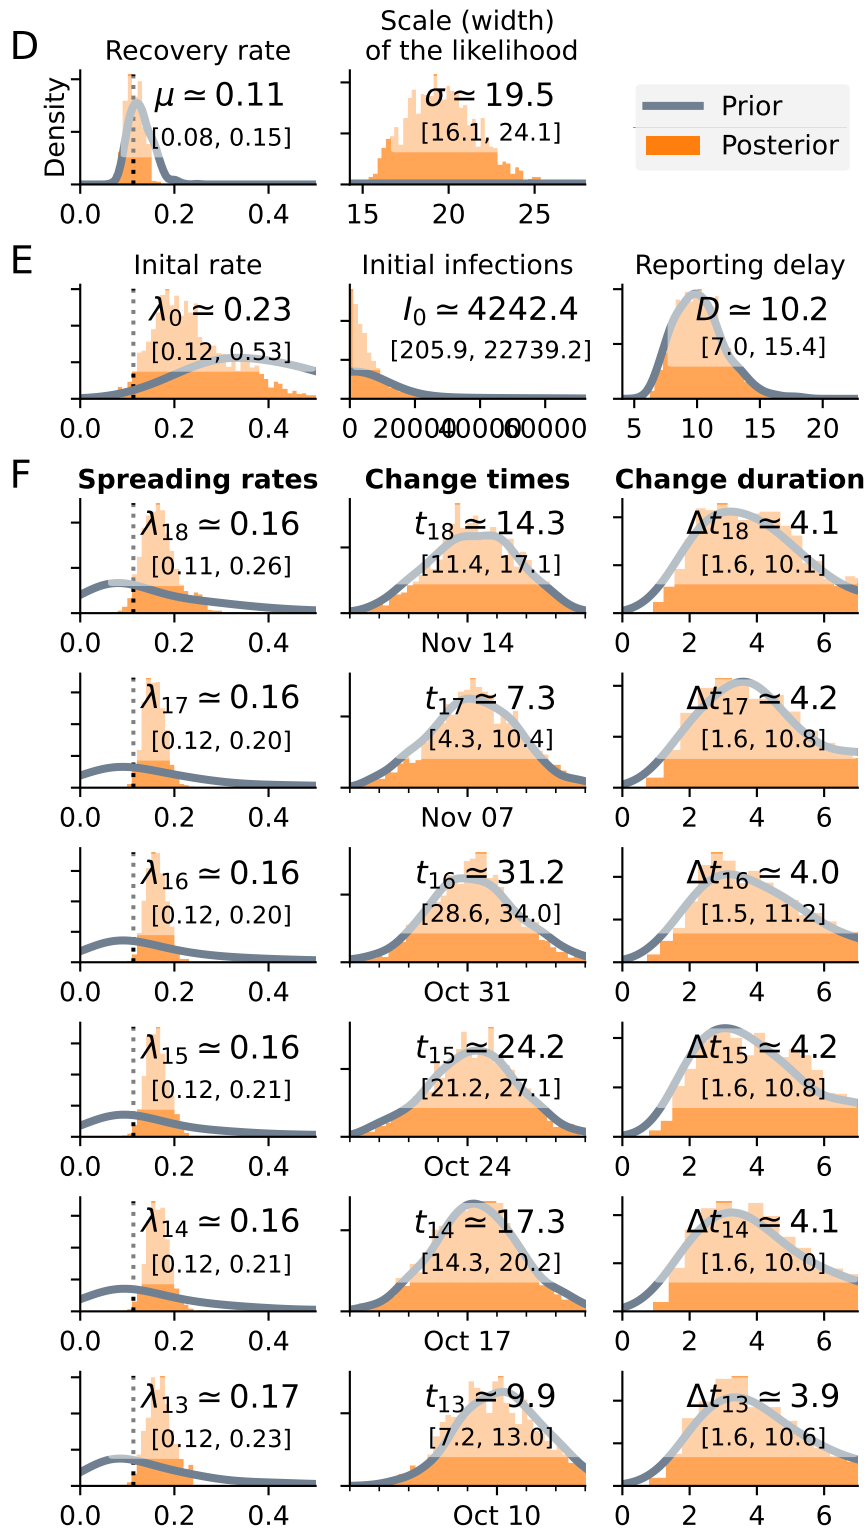 D
Recovery rate
Scale (width)
of the likelihood
Density
μ ≃ 0.11
[0.08, 0.15]
σ ≃ 19.5
[16.1, 24.1]
Prior
Posterior
0.0 0.2 0.4
15 20 25
E
Inital rate
Initial infections
Reporting delay
λ₀ ≃ 0.23
[0.12, 0.53]
I₀ ≃ 4242.4
[205.9, 22739.2]
D ≃ 10.2
[7.0, 15.4]
0.0 0.2 0.4
0 20000 40000 60000
5 10 15 20
F
Spreading rates
Change times
Change duration
λ₁₈ ≃ 0.16
[0.11, 0.26]
t₁₈ ≃ 14.3
[11.4, 17.1]
Δt₁₈ ≃ 4.1
[1.6, 10.1]
0.0 0.2 0.4
Nov 14
0 2 4 6
λ₁₇ ≃ 0.16
[0.12, 0.20]
t₁₇ ≃ 7.3
[4.3, 10.4]
Δt₁₇ ≃ 4.2
[1.6, 10.8]
0.0 0.2 0.4
Nov 07
0 2 4 6
λ₁₆ ≃ 0.16
[0.12, 0.20]
t₁₆ ≃ 31.2
[28.6, 34.0]
Δt₁₆ ≃ 4.0
[1.5, 11.2]
0.0 0.2 0.4
Oct 31
0 2 4 6
λ₁₅ ≃ 0.16
[0.12, 0.21]
t₁₅ ≃ 24.2
[21.2, 27.1]
Δt₁₅ ≃ 4.2
[1.6, 10.8]
0.0 0.2 0.4
Oct 24
0 2 4 6
λ₁₄ ≃ 0.16
[0.12, 0.21]
t₁₄ ≃ 17.3
[14.3, 20.2]
Δt₁₄ ≃ 4.1
[1.6, 10.0]
0.0 0.2 0.4
Oct 17
0 2 4 6
λ₁₃ ≃ 0.17
[0.12, 0.23]
t₁₃ ≃ 9.9
[7.2, 13.0]
Δt₁₃ ≃ 3.9
[1.6, 10.6]
0.0 0.2 0.4
Oct 10
0 2 4 6